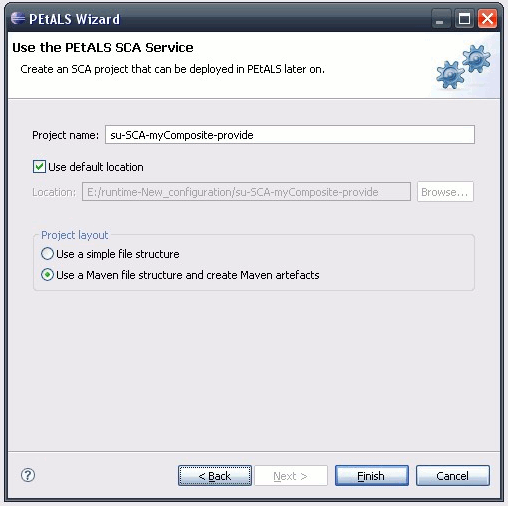 PEtALS Wizard
Use the PEtALS SCA Service
Create an SCA project that can be deployed in PEtALS later on.
Project name: su-SCA-myComposite-provide
Use default location
Location: E:/runtime-New_configuration/su-SCA-myComposite-provide Browse...
Project layout
Use a simple file structure
Use a Maven file structure and create Maven artefacts
? < Back Next > Finish Cancel